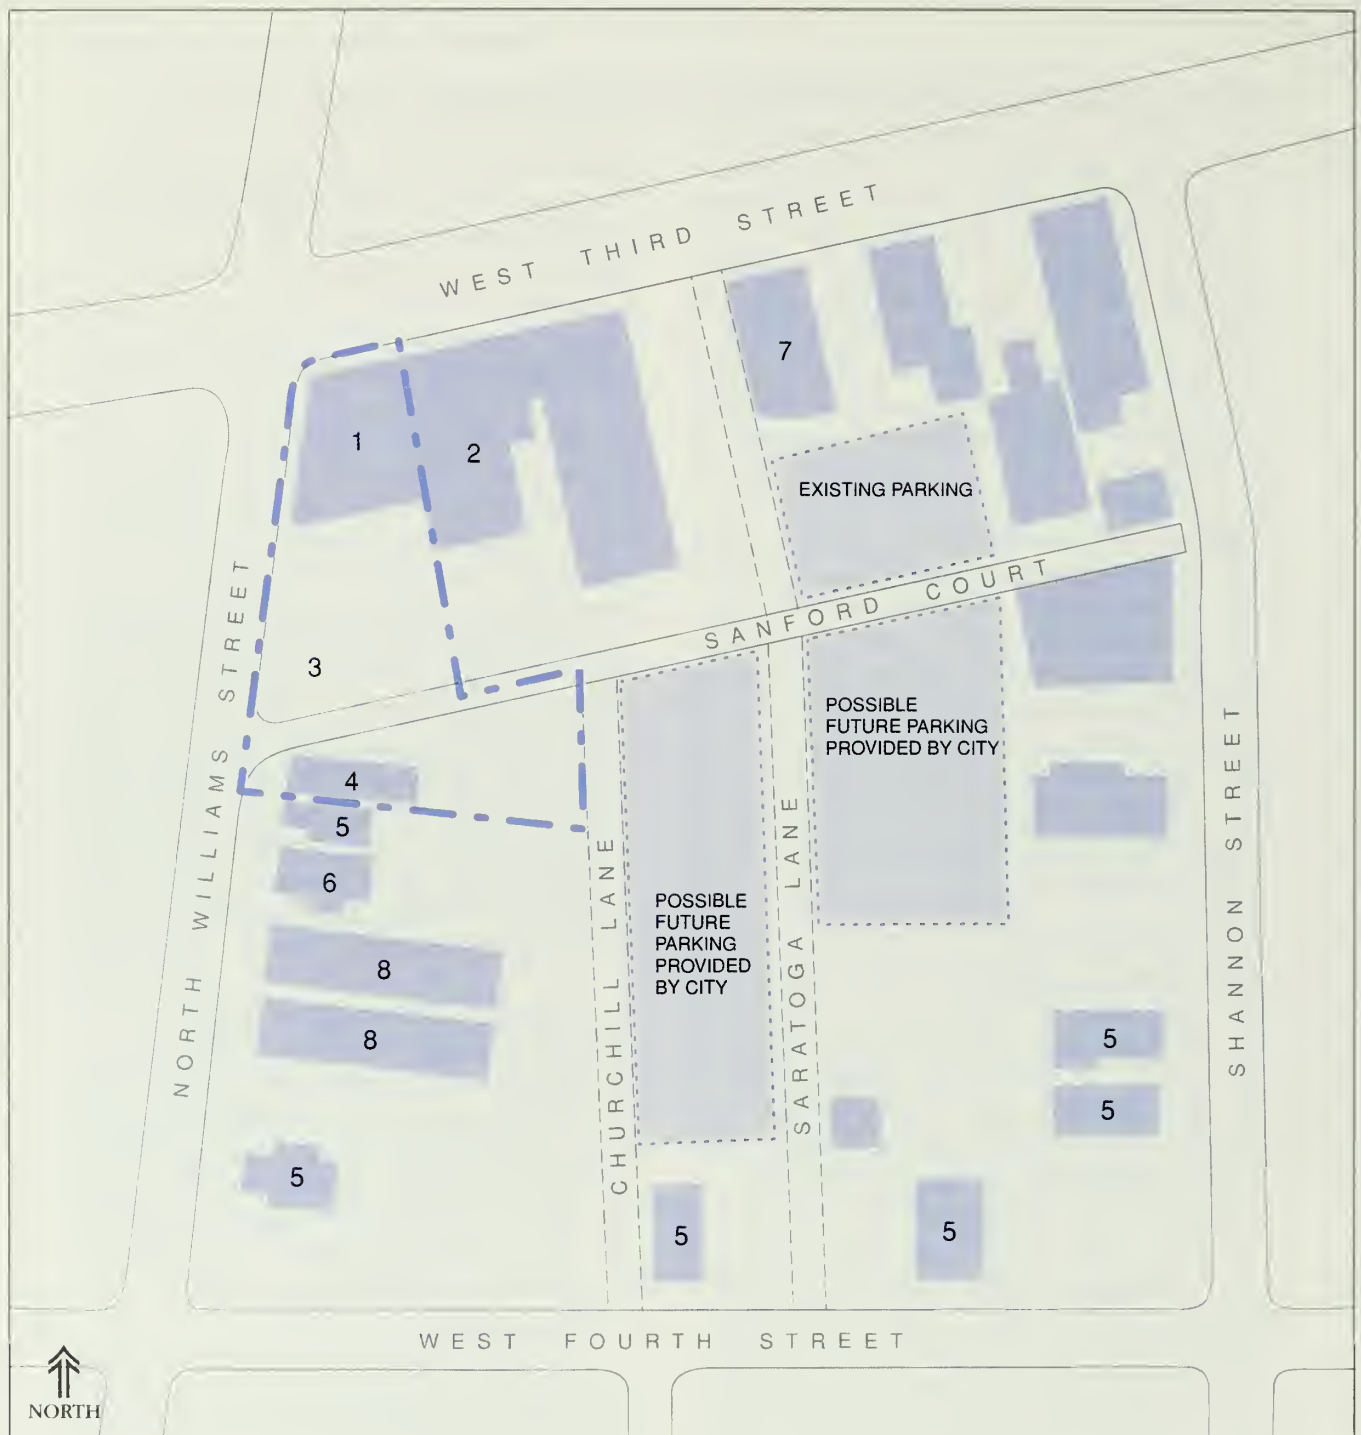 WEST THIRD STREET
7
1
2
EXISTING PARKING
SANFORD COURT
NORTH WILLIAMS STREET
3
POSSIBLE
FUTURE PARKING
PROVIDED BY CITY
4
5
6
POSSIBLE
FUTURE
PARKING
PROVIDED
BY CITY
CHURCHILL LANE
SARATOGA LANE
SHANNON STREET
8
8
5
5
5
5
5
WEST FOURTH STREET
NORTH